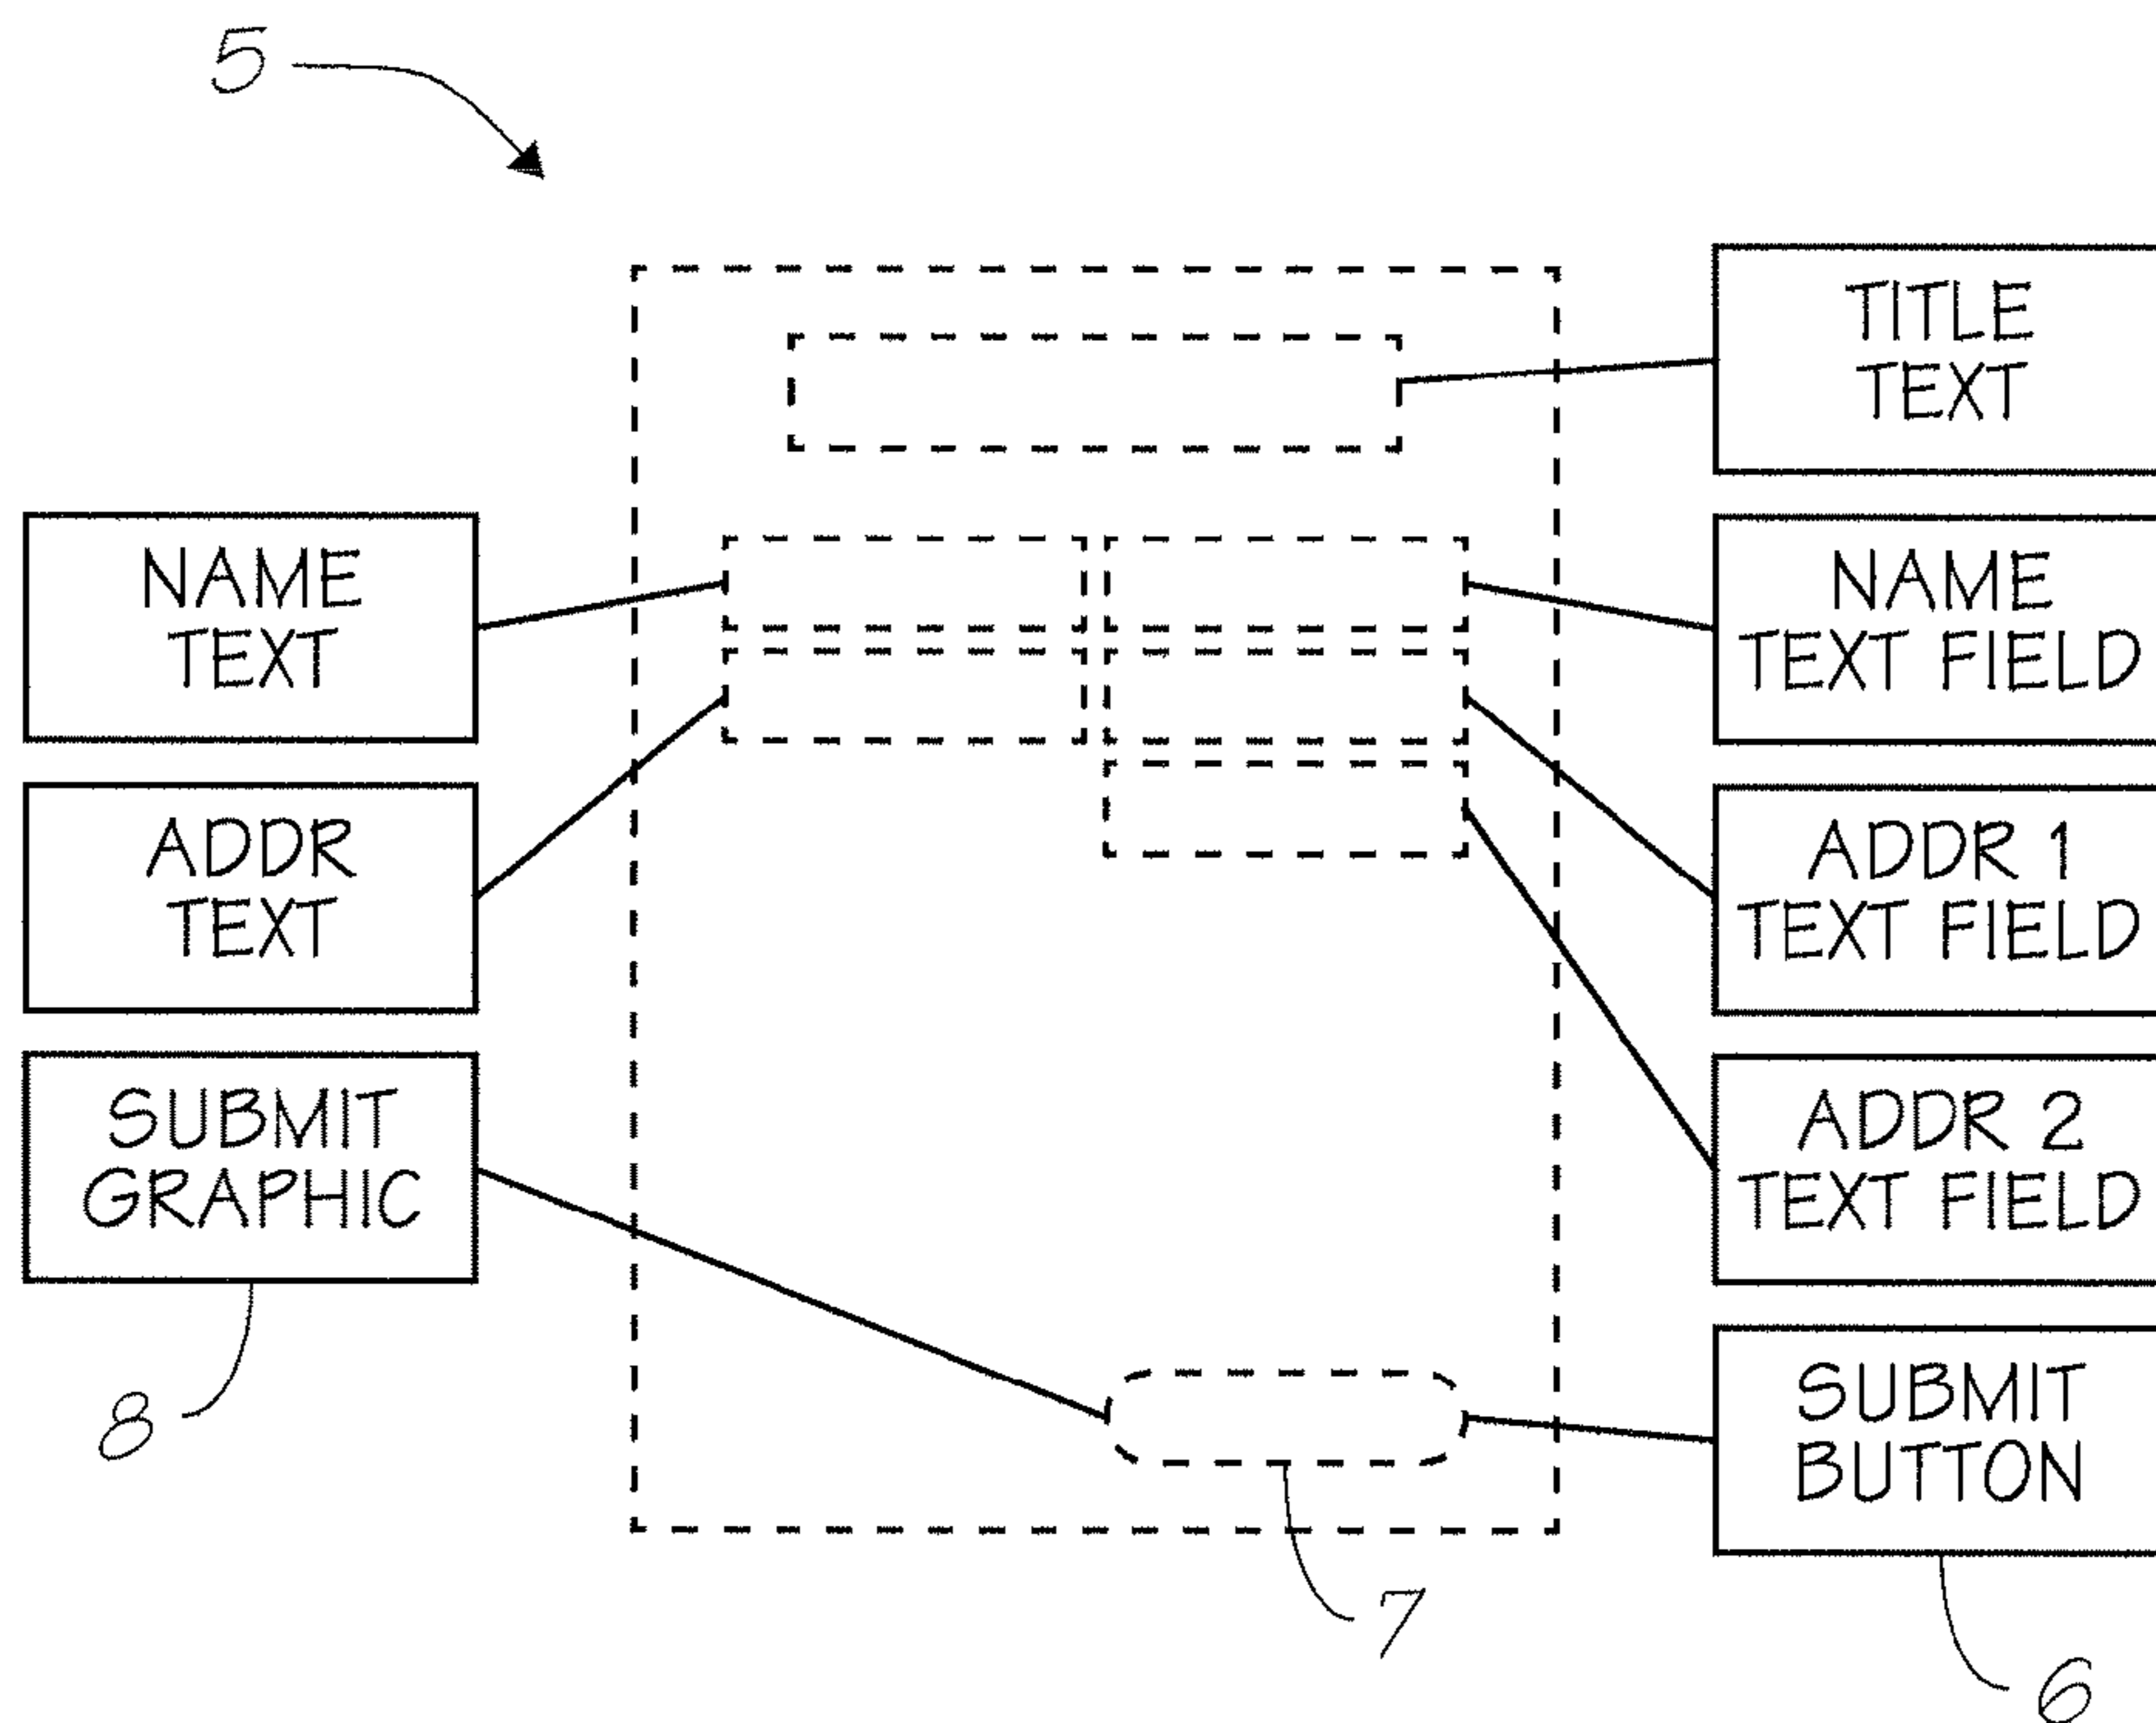 5
TITLE
TEXT
NAME
TEXT
NAME
TEXT FIELD
ADDR
TEXT
ADDR 1
TEXT FIELD
SUBMIT
GRAPHIC
ADDR 2
TEXT FIELD
SUBMIT
BUTTON
8
7
6